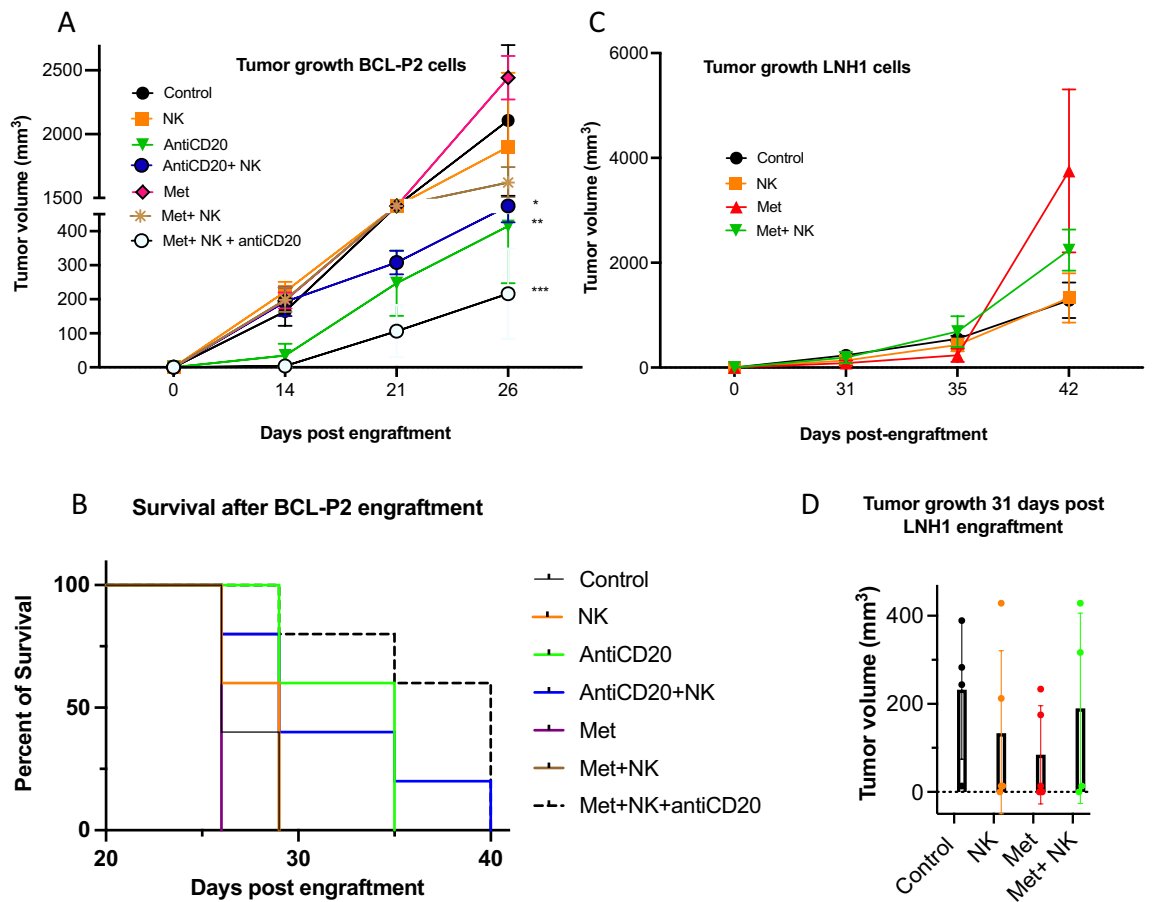 A
Tumor growth BCL-P2 cells
Tumor volume (mm3)
2500
2000
1500
400
300
200
100
0
Control
NK
AntiCD20
AntiCD20+ NK
Met
Met+ NK
Met+ NK + antiCD20
*
**
***
0 14 21 26
Days post engraftment
C
Tumor growth LNH1 cells
Tumor volume (mm3)
6000
4000
2000
0
Control
NK
Met
Met+ NK
0 31 35 42
Days post-engraftment
B
Survival after BCL-P2 engraftment
Percent of Survival
100
50
0
20 30 40
Days post engraftment
Control
NK
AntiCD20
AntiCD20+NK
Met
Met+NK
Met+NK+antiCD20
D
Tumor growth 31 days post
LNH1 engraftment
Tumor volume (mm3)
400
200
0
Control
NK
Met
Met+ NK